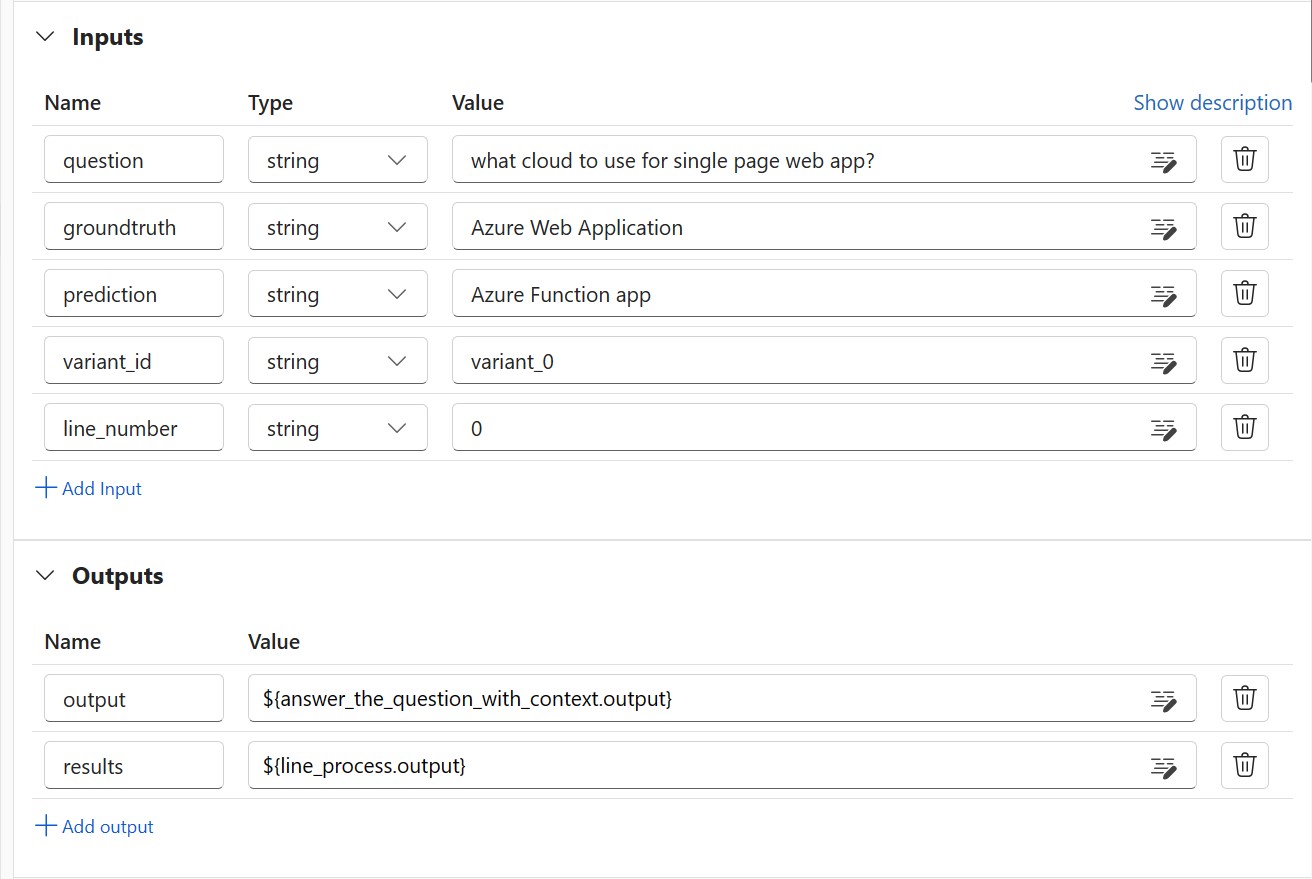 Inputs
Name Type Value Show description
question string what cloud to use for single page web app?
groundtruth string Azure Web Application
prediction string Azure Function app
variant_id string variant_0
line_number string 0
Add Input
Outputs
Name Value
output ${answer_the_question_with_context.output}
results ${line_process.output}
Add output